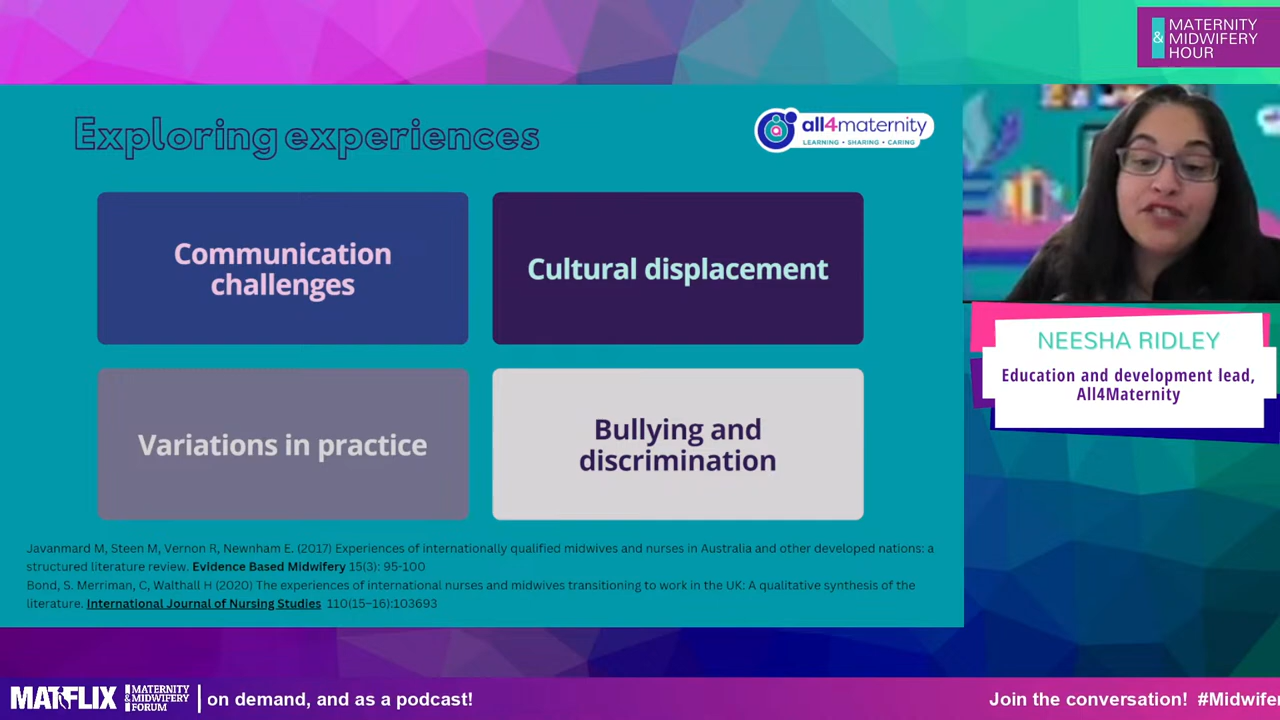 MATERNITY
& MIDWIFERY
HOUR
Exploring experiences
all4maternity
LEARNING • SHARING • CARING
Communication
challenges
Cultural displacement
Variations in practice
Bullying and
discrimination
NEESHA RIDLEY
Education and development lead,
All4Maternity
Javanmard M, Steen M, Vernon R, Newnham E. (2017) Experiences of internationally qualified midwives and nurses in Australia and other developed nations: a
structured literature review. Evidence Based Midwifery 15(3): 95-100
Bond, S. Merriman, C, Walthall H (2020) The experiences of international nurses and midwives transitioning to work in the UK: A qualitative synthesis of the
literature. International Journal of Nursing Studies 110(15–16):103693
MATFLIX
MATERNITY
& MIDWIFERY
FORUM
on demand, and as a podcast!
Join the conversation! #Midwifer